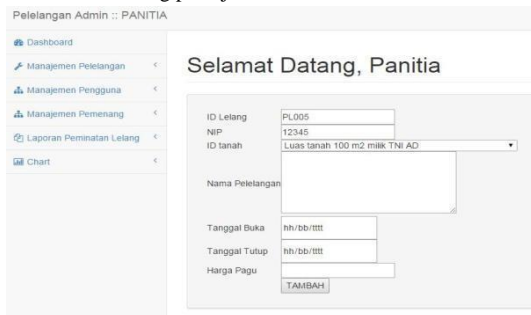 Pelelangan Admin :: PANITIA
Dashboard
Manajemen Pelelangan
Manajemen Pengguna
Manajemen Pemenang
Laporan Peminatan Lelang
Chart
Selamat Datang, Panitia
ID Lelang PL005
NIP 12345
ID tanah Luas tanah 100 m2 milik TNI AD
Nama Pelelangan
Tanggal Buka hh/bb/tttt
Tanggal Tutup hh/bb/tttt
Harga Pagu
TAMBAH